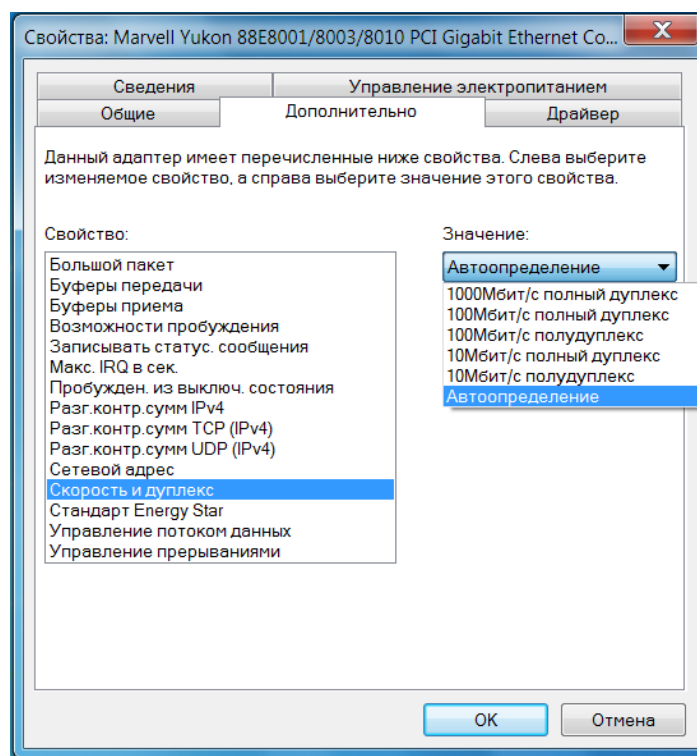 Свойства: Marvell Yukon 88E8001/8003/8010 PCI Gigabit Ethernet Co...
Сведения
Управление электропитанием
Общие
Дополнительно
Драйвер
Данный адаптер имеет перечисленные ниже свойства. Слева выберите
изменяемое свойство, а справа выберите значение этого свойства.
Свойство:
Большой пакет
Буферы передачи
Буферы приема
Возможности пробуждения
Записывать статус. сообщения
Макс. IRQ в сек.
Пробужден. из выключ. состояния
Разг.контр.сумм IPv4
Разг.контр.сумм TCP (IPv4)
Разг.контр.сумм UDP (IPv4)
Сетевой адрес
Скорость и дуплекс
Стандарт Energy Star
Управление потоком данных
Управление прерываниями
Значение:
Автоопределение
1000Мбит/с полный дуплекс
100Мбит/с полный дуплекс
100Мбит/с полудуплекс
10Мбит/с полный дуплекс
10Мбит/с полудуплекс
Автоопределение
OK
Отмена